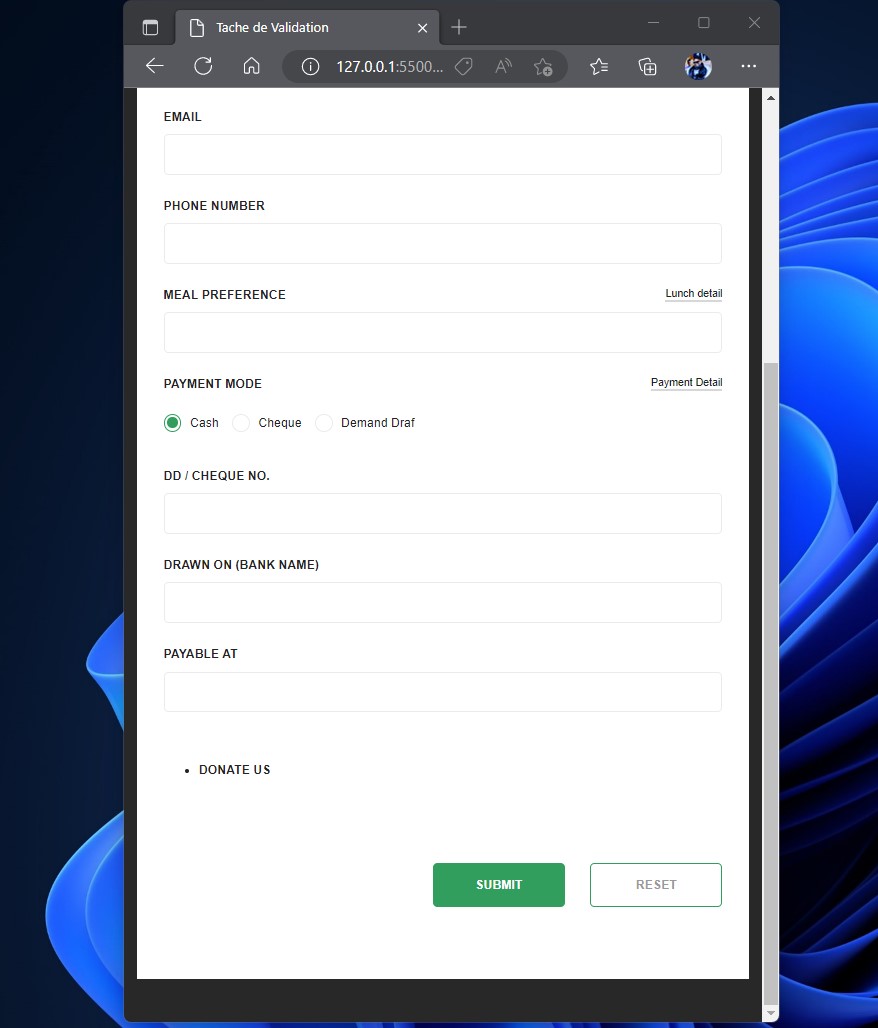 Tache de Validation
127.0.0.1:5500...
EMAIL
PHONE NUMBER
MEAL PREFERENCE Lunch detail
PAYMENT MODE Payment Detail
Cash Cheque Demand Draf
DD / CHEQUE NO.
DRAWN ON (BANK NAME)
PAYABLE AT
• DONATE US
SUBMIT RESET